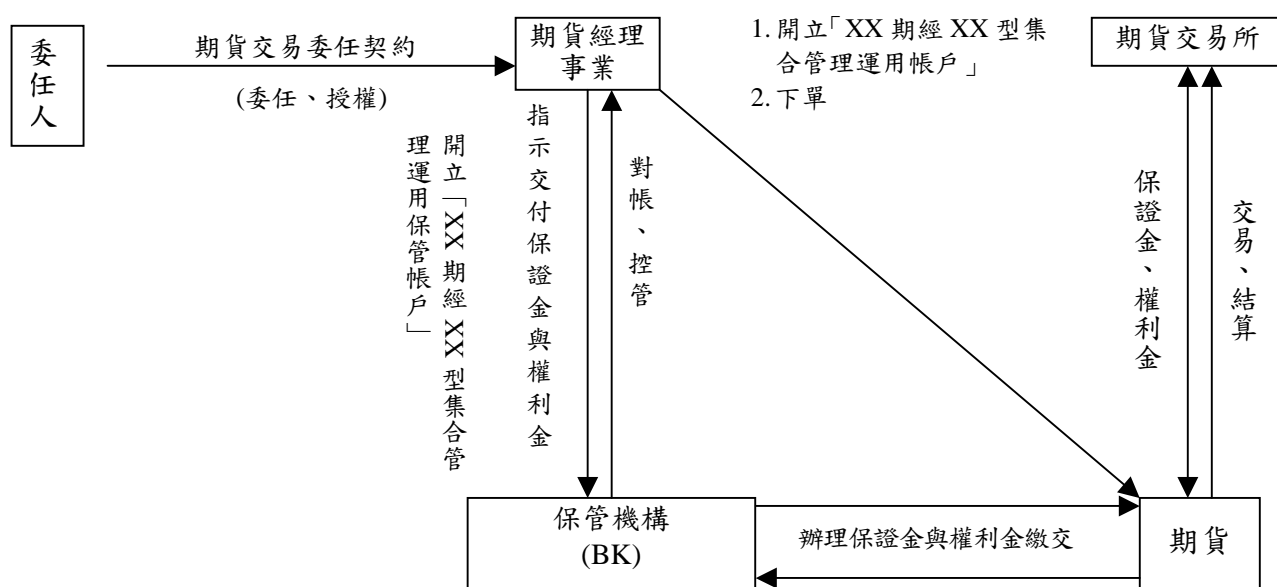 委任人
期貨交易委任契約
(委任、授權)
期貨經理
事業
1. 開立「XX 期經 XX 型集
合管理運用帳戶」
2. 下單
期貨交易所
開立「XX 期經 XX 型集合管
理運用保管帳戶」
指示交付保證金與權利金
對帳、控管
保證金、權利金
交易、結算
保管機構
(BK)
辦理保證金與權利金繳交
期貨